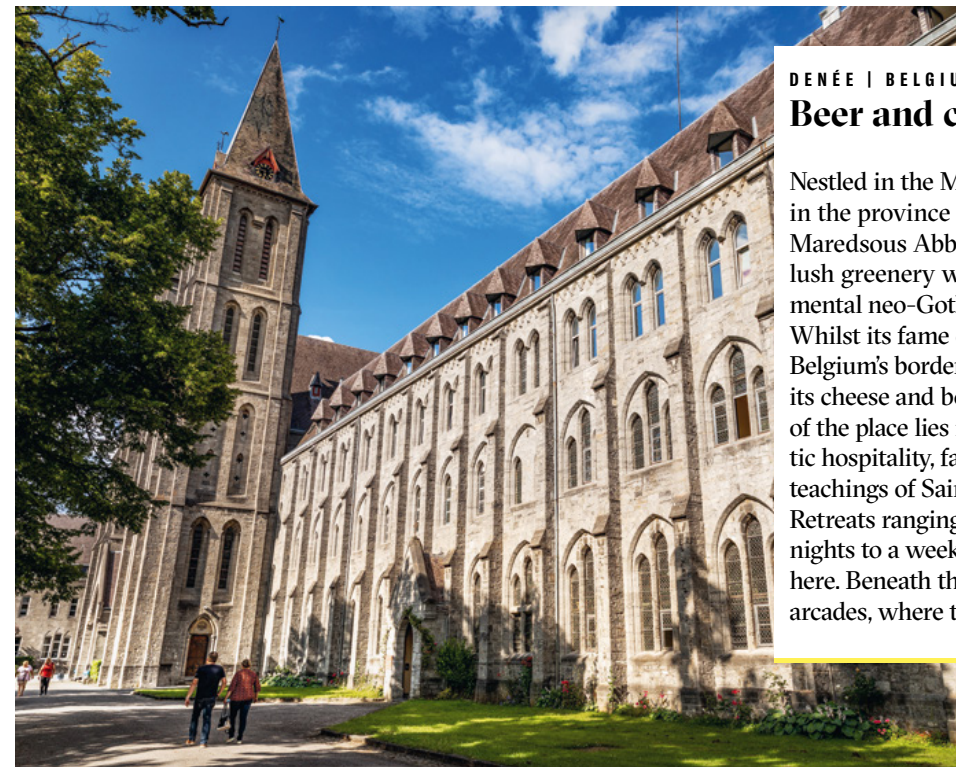 DENÉE | BELGIU
Beer and c
Nestled in the M
in the province
Maredsous Abb
lush greenery w
mental neo-Got
Whilst its fame
Belgium's border
its cheese and be
of the place lies
tic hospitality, fa
teachings of Sain
Retreats ranging
nights to a week
here. Beneath th
arcades, where t